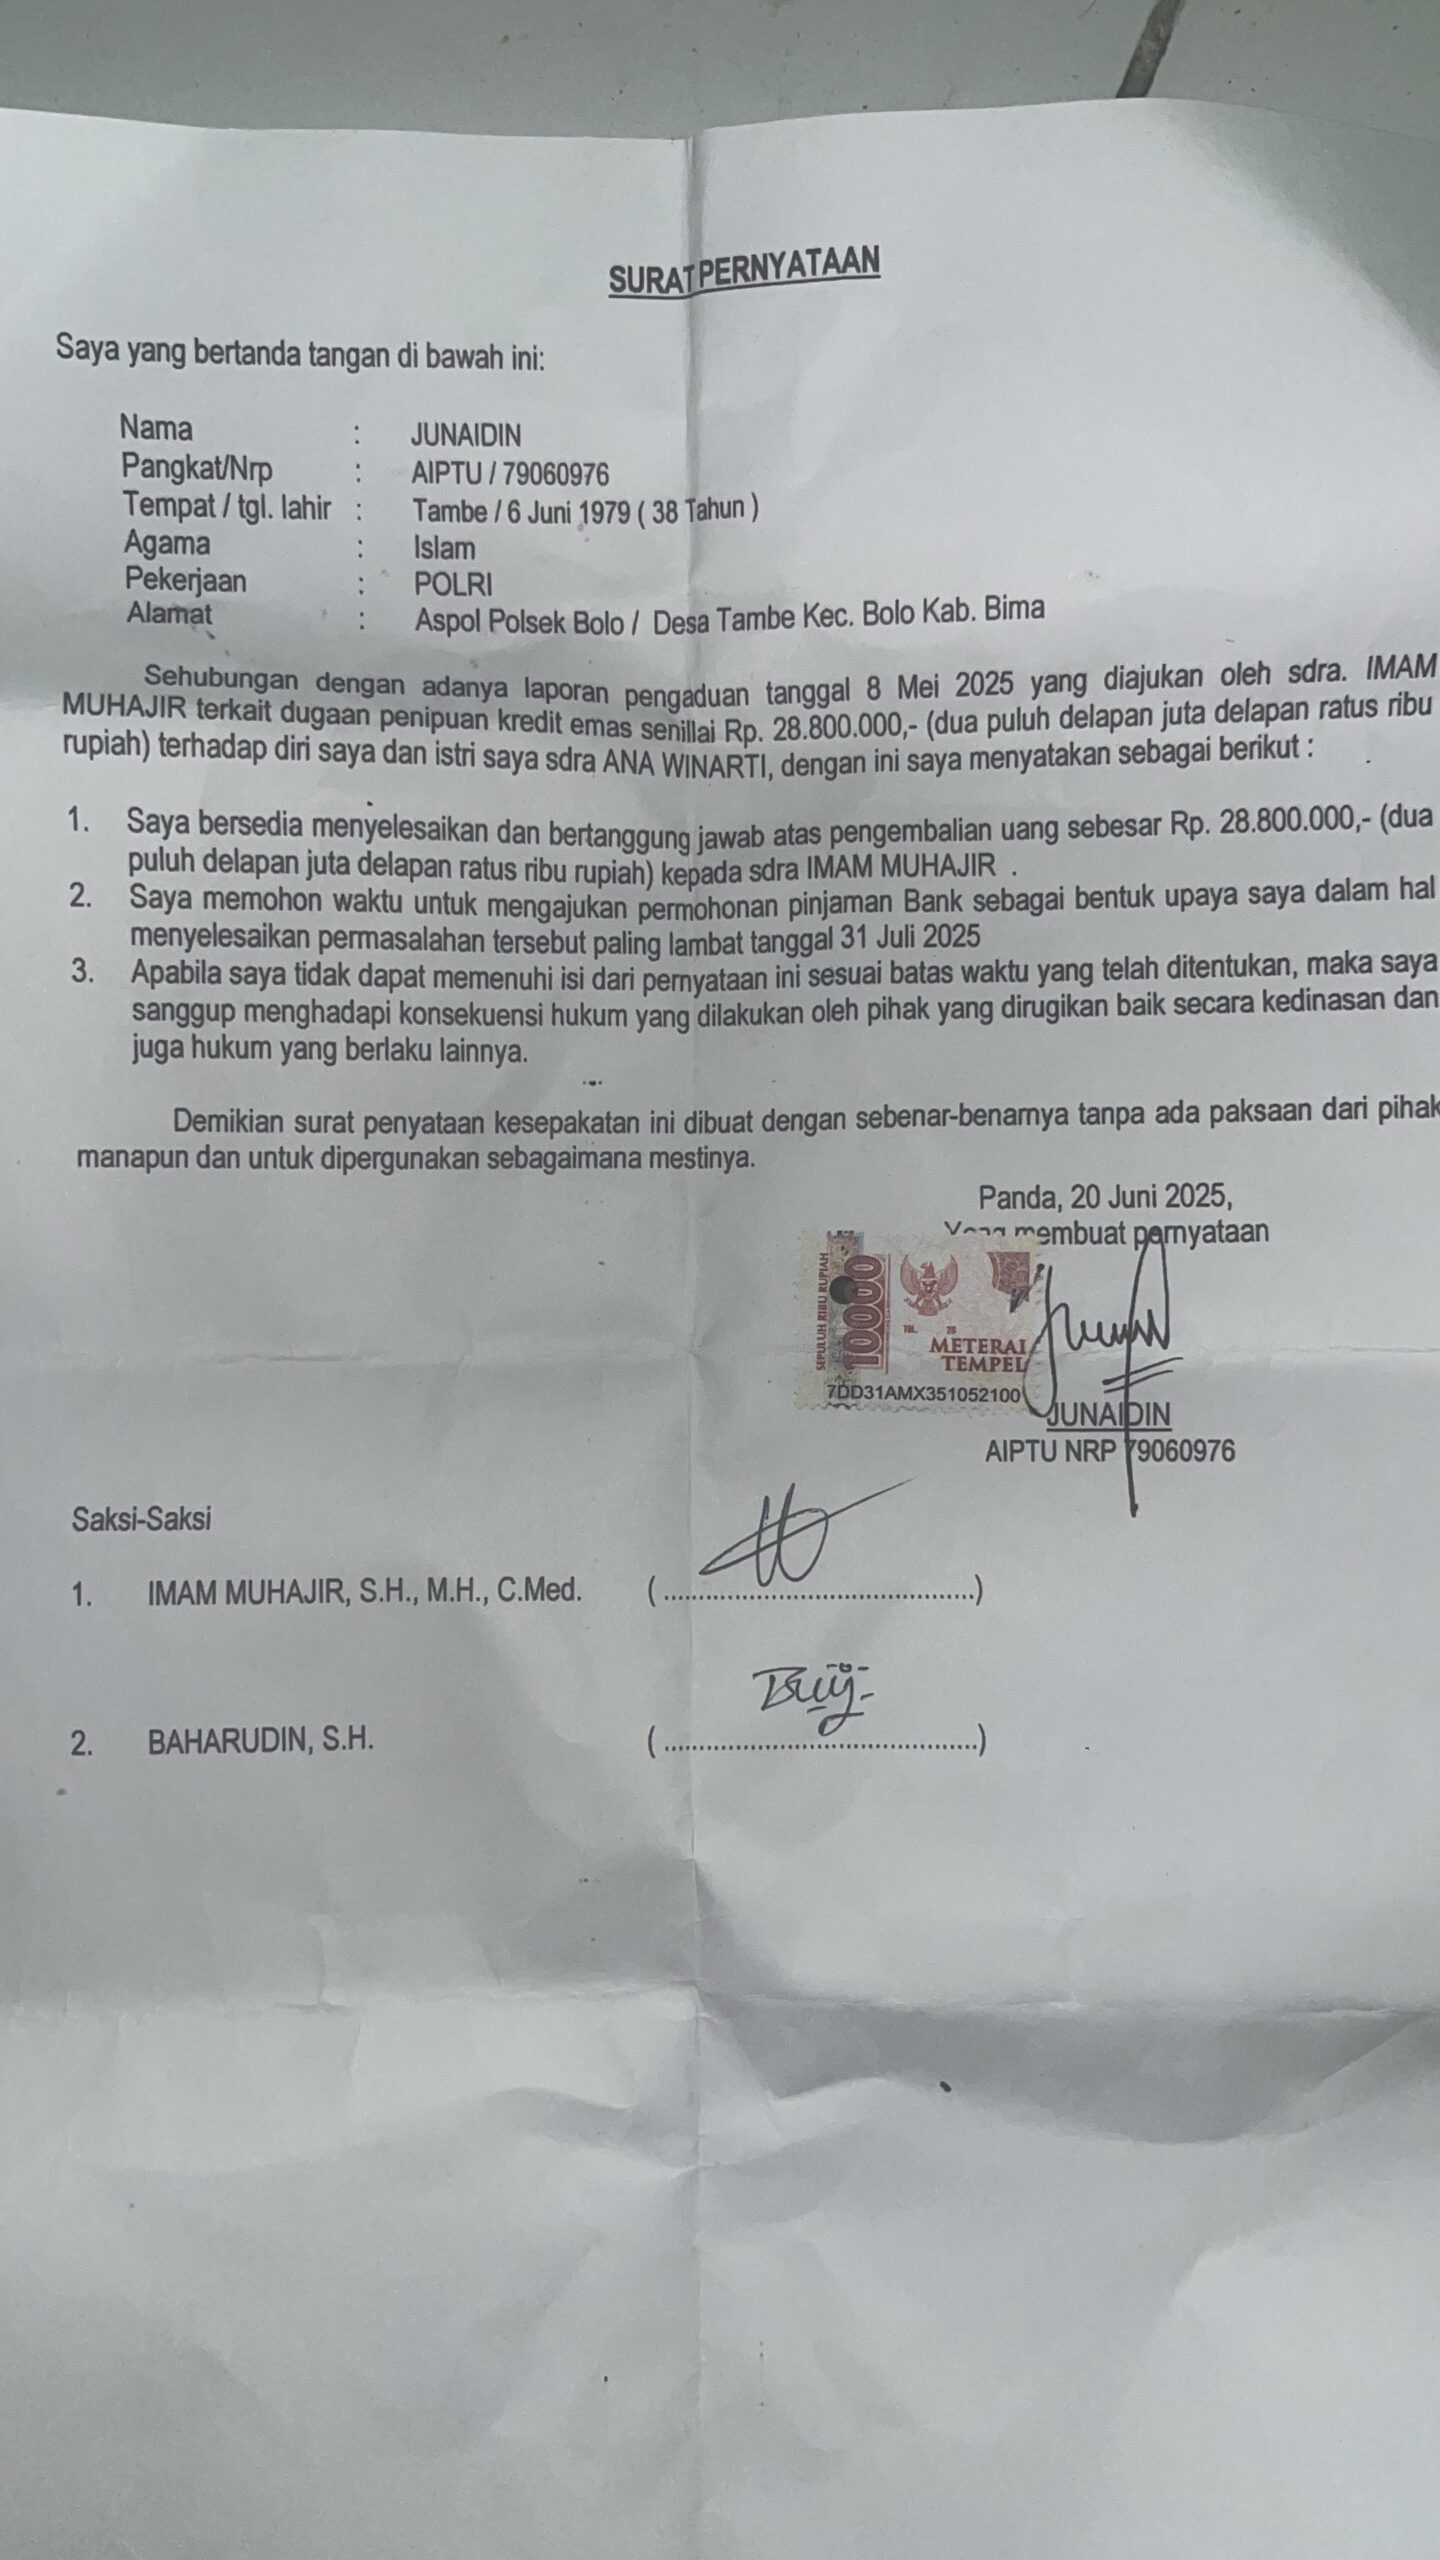 SURAT PERNYATAAN
Saya yang bertanda tangan di bawah ini:
Nama : JUNAIDIN
Pangkat/Nrp : AIPTU / 79060976
Tempat / tgl. lahir : Tambe / 6 Juni 1979 ( 38 Tahun )
Agama : Islam
Pekerjaan : POLRI
Alamat : Aspol Polsek Bolo / Desa Tambe Kec. Bolo Kab. Bima
Sehubungan dengan adanya laporan pengaduan tanggal 8 Mei 2025 yang diajukan oleh sdra. IMAM
MUHAJIR terkait dugaan penipuan kredit emas senillai Rp. 28.800.000,- (dua puluh delapan juta delapan ratus ribu
rupiah) terhadap diri saya dan istri saya sdra ANA WINARTI, dengan ini saya menyatakan sebagai berikut :
1. Saya bersedia menyelesaikan dan bertanggung jawab atas pengembalian uang sebesar Rp. 28.800.000,- (dua
puluh delapan juta delapan ratus ribu rupiah) kepada sdra IMAM MUHAJIR .
2. Saya memohon waktu untuk mengajukan permohonan pinjaman Bank sebagai bentuk upaya saya dalam hal
menyelesaikan permasalahan tersebut paling lambat tanggal 31 Juli 2025
3. Apabila saya tidak dapat memenuhi isi dari pernyataan ini sesuai batas waktu yang telah ditentukan, maka saya
sanggup menghadapi konsekuensi hukum yang dilakukan oleh pihak yang dirugikan baik secara kedinasan dan
juga hukum yang berlaku lainnya.
Demikian surat penyataan kesepakatan ini dibuat dengan sebenar-benarnya tanpa ada paksaan dari pihak
manapun dan untuk dipergunakan sebagaimana mestinya.
Panda, 20 Juni 2025,
Yang membuat pernyataan
SEPULUH RIBU RUPIAH
10000
TGL. 20
METERAI
TEMPEL
7DD31AMX351052100
JUNAIDIN
AIPTU NRP 79060976
Saksi-Saksi
1. IMAM MUHAJIR, S.H., M.H., C.Med. (............................................)
2. BAHARUDIN, S.H. (............................................)